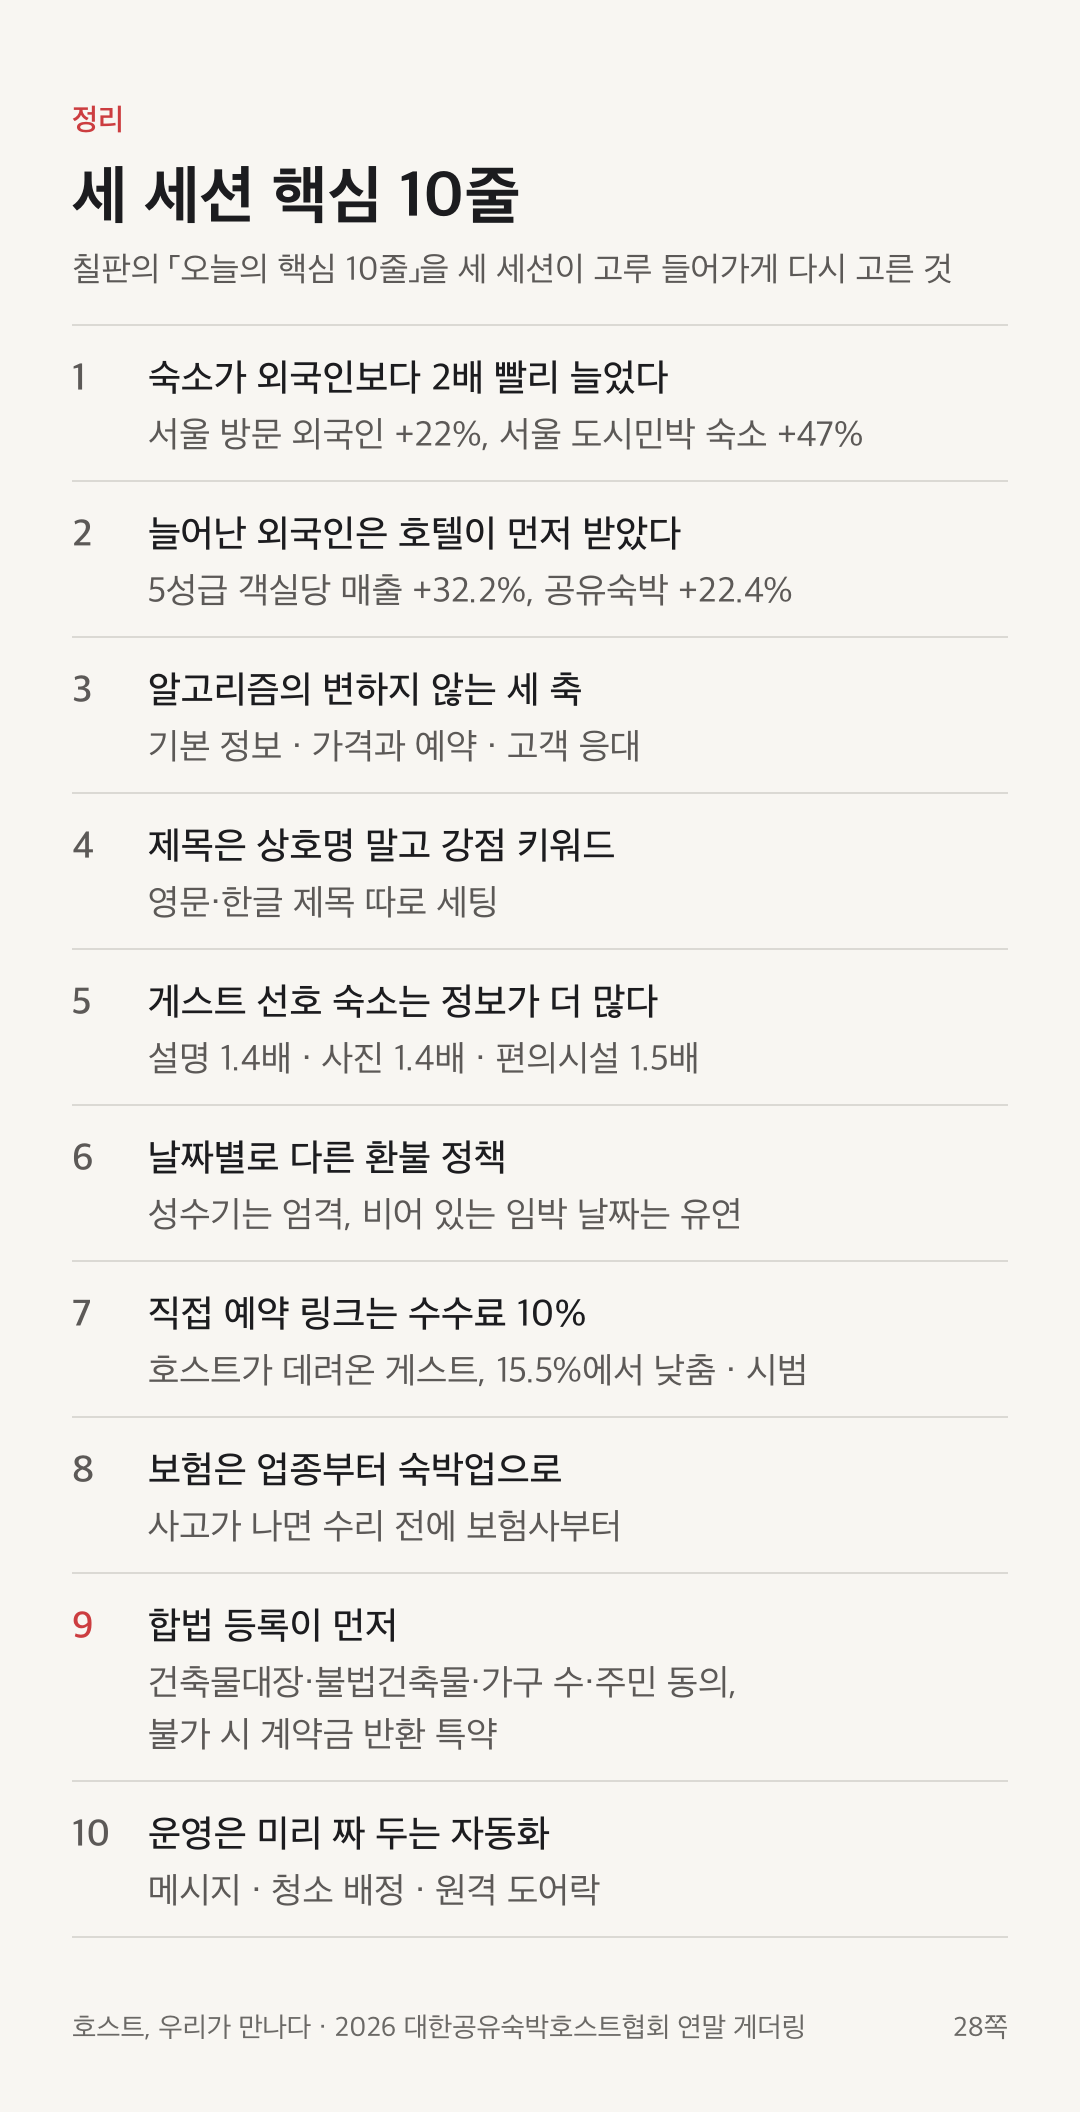 정리
세 세션 핵심 10줄
칠판의 「오늘의 핵심 10줄」을 세 세션이 고루 들어가게 다시 고른 것
1 숙소가 외국인보다 2배 빨리 늘었다
서울 방문 외국인 +22%, 서울 도시민박 숙소 +47%
2 늘어난 외국인은 호텔이 먼저 받았다
5성급 객실당 매출 +32.2%, 공유숙박 +22.4%
3 알고리즘의 변하지 않는 세 축
기본 정보 · 가격과 예약 · 고객 응대
4 제목은 상호명 말고 강점 키워드
영문·한글 제목 따로 세팅
5 게스트 선호 숙소는 정보가 더 많다
설명 1.4배 · 사진 1.4배 · 편의시설 1.5배
6 날짜별로 다른 환불 정책
성수기는 엄격, 비어 있는 임박 날짜는 유연
7 직접 예약 링크는 수수료 10%
호스트가 데려온 게스트, 15.5%에서 낮춤 · 시범
8 보험은 업종부터 숙박업으로
사고가 나면 수리 전에 보험사부터
9 합법 등록이 먼저
건축물대장·불법건축물·가구 수·주민 동의,
불가 시 계약금 반환 특약
10 운영은 미리 짜 두는 자동화
메시지 · 청소 배정 · 원격 도어락
호스트, 우리가 만나다 · 2026 대한공유숙박호스트협회 연말 게더링 28쪽